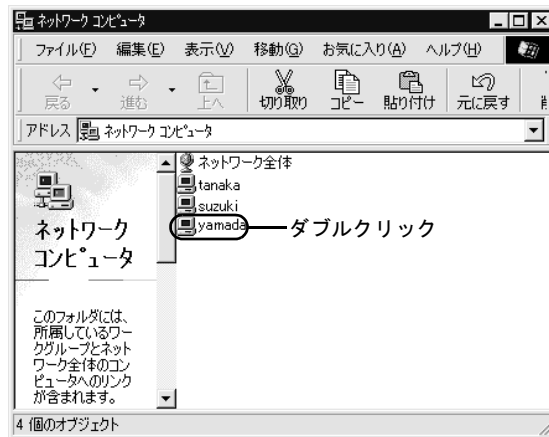 ネットワーク コンピュータ
ファイル(F) 編集(E) 表示(V) 移動(G) お気に入り(A) ヘルプ(H)
戻る 進む 上へ 切り取り コピー 貼り付け 元に戻す
アドレス ネットワーク コンピュータ
ネットワーク全体
tanaka
suzuki
yamada ダブルクリック
ネットワーク
コンピュータ
このフォルダには、
所属しているワー
クグループとネット
ワーク全体のコン
ピュータへのリンク
が含まれます。
4 個のオブジェクト